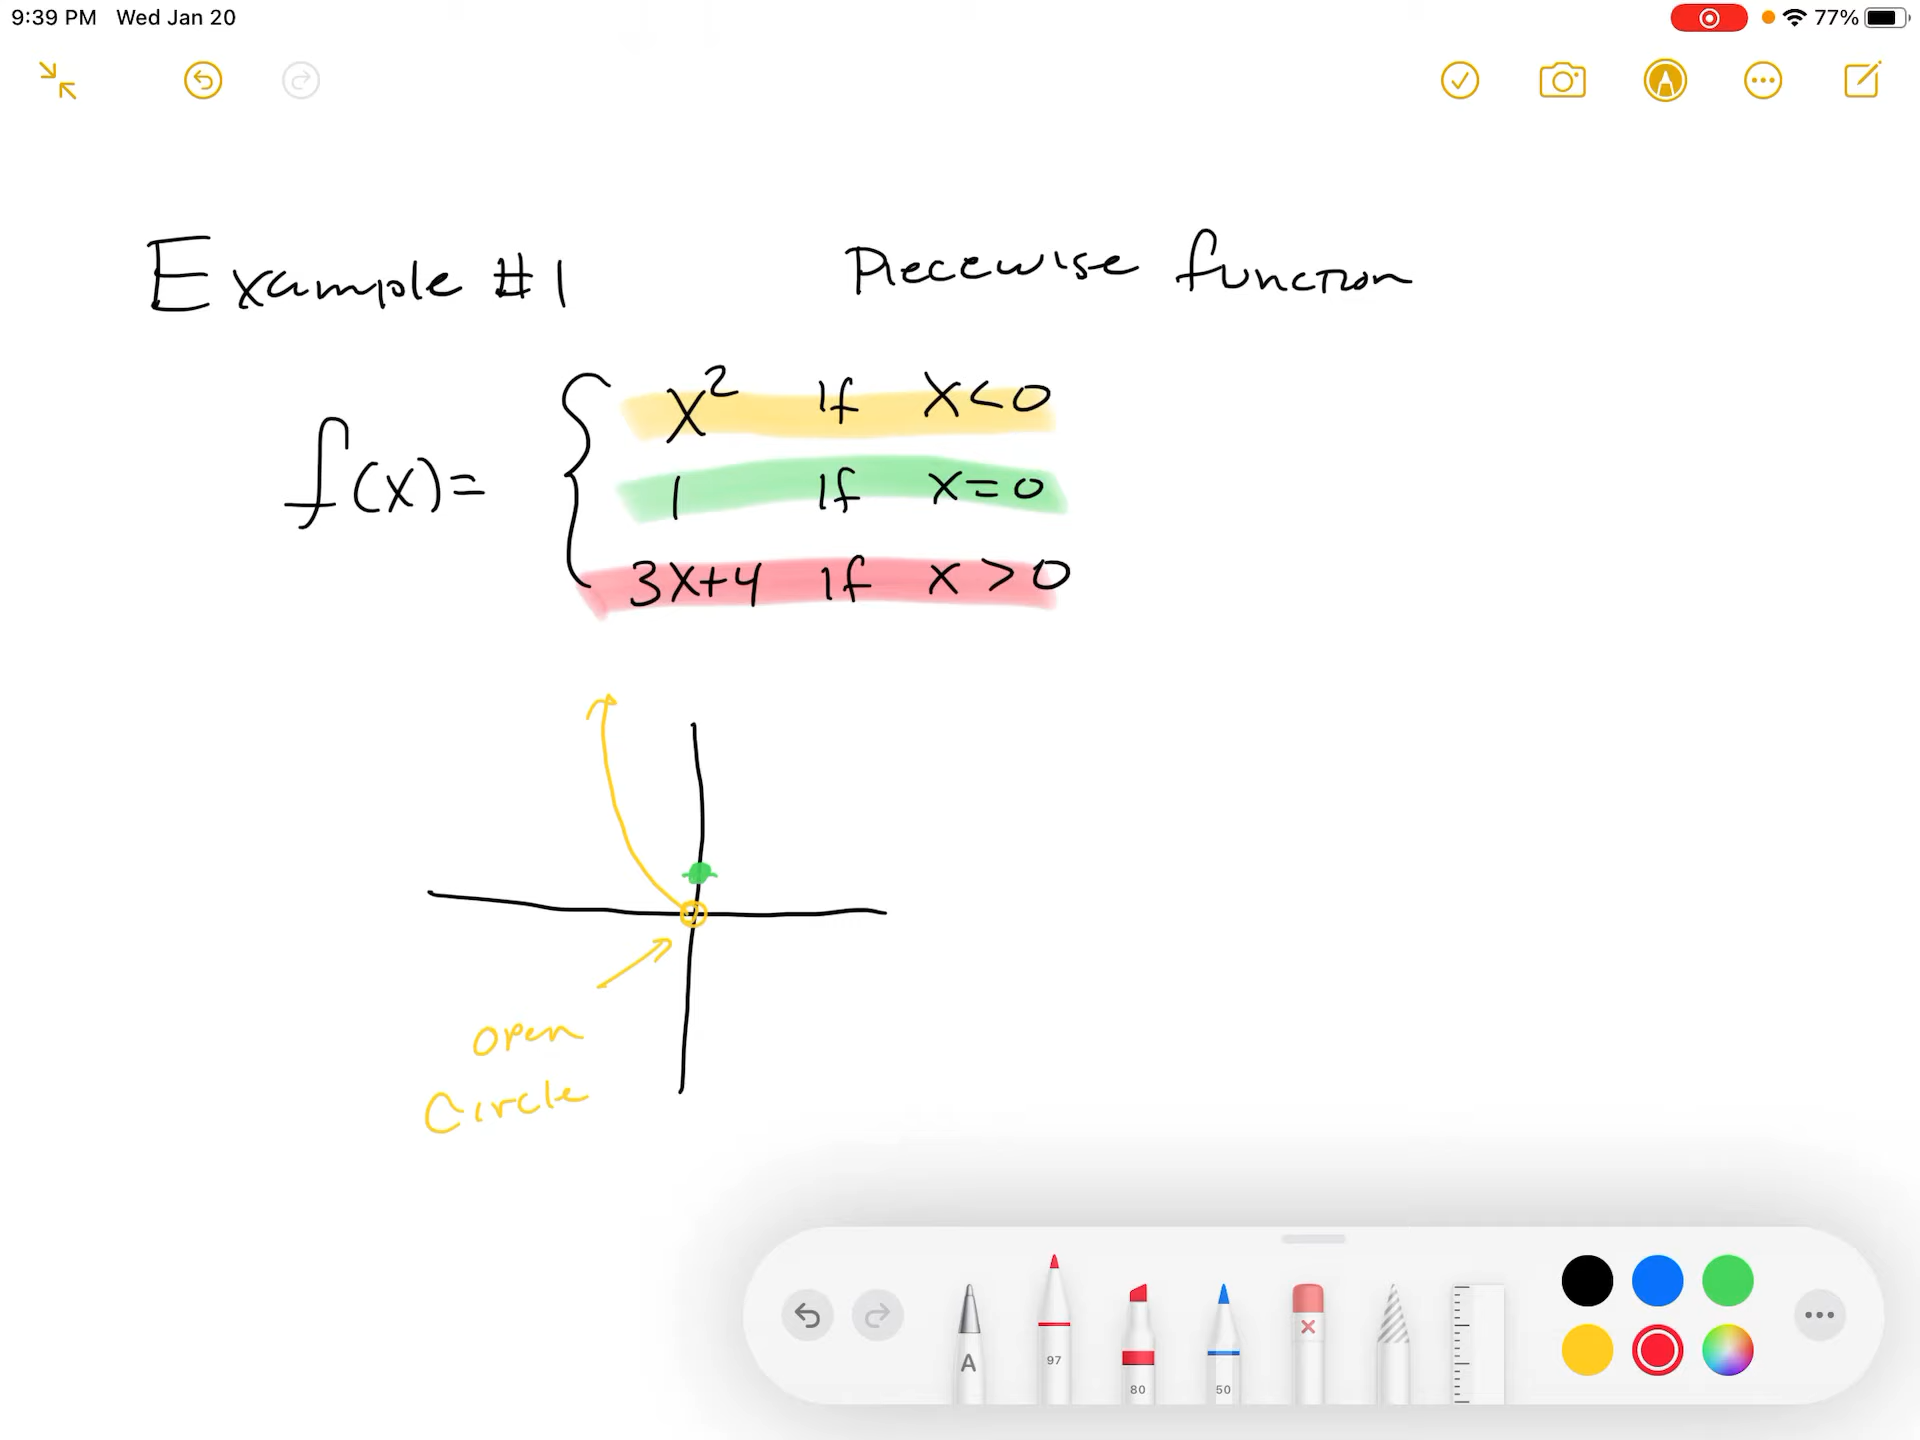 9:39 PM Wed Jan 20 77%
Example #1 Piecewise function
f(x)=
x² if x<0
1 if x=0
3x+4 if x>0
open
Circle
A 97 80 50